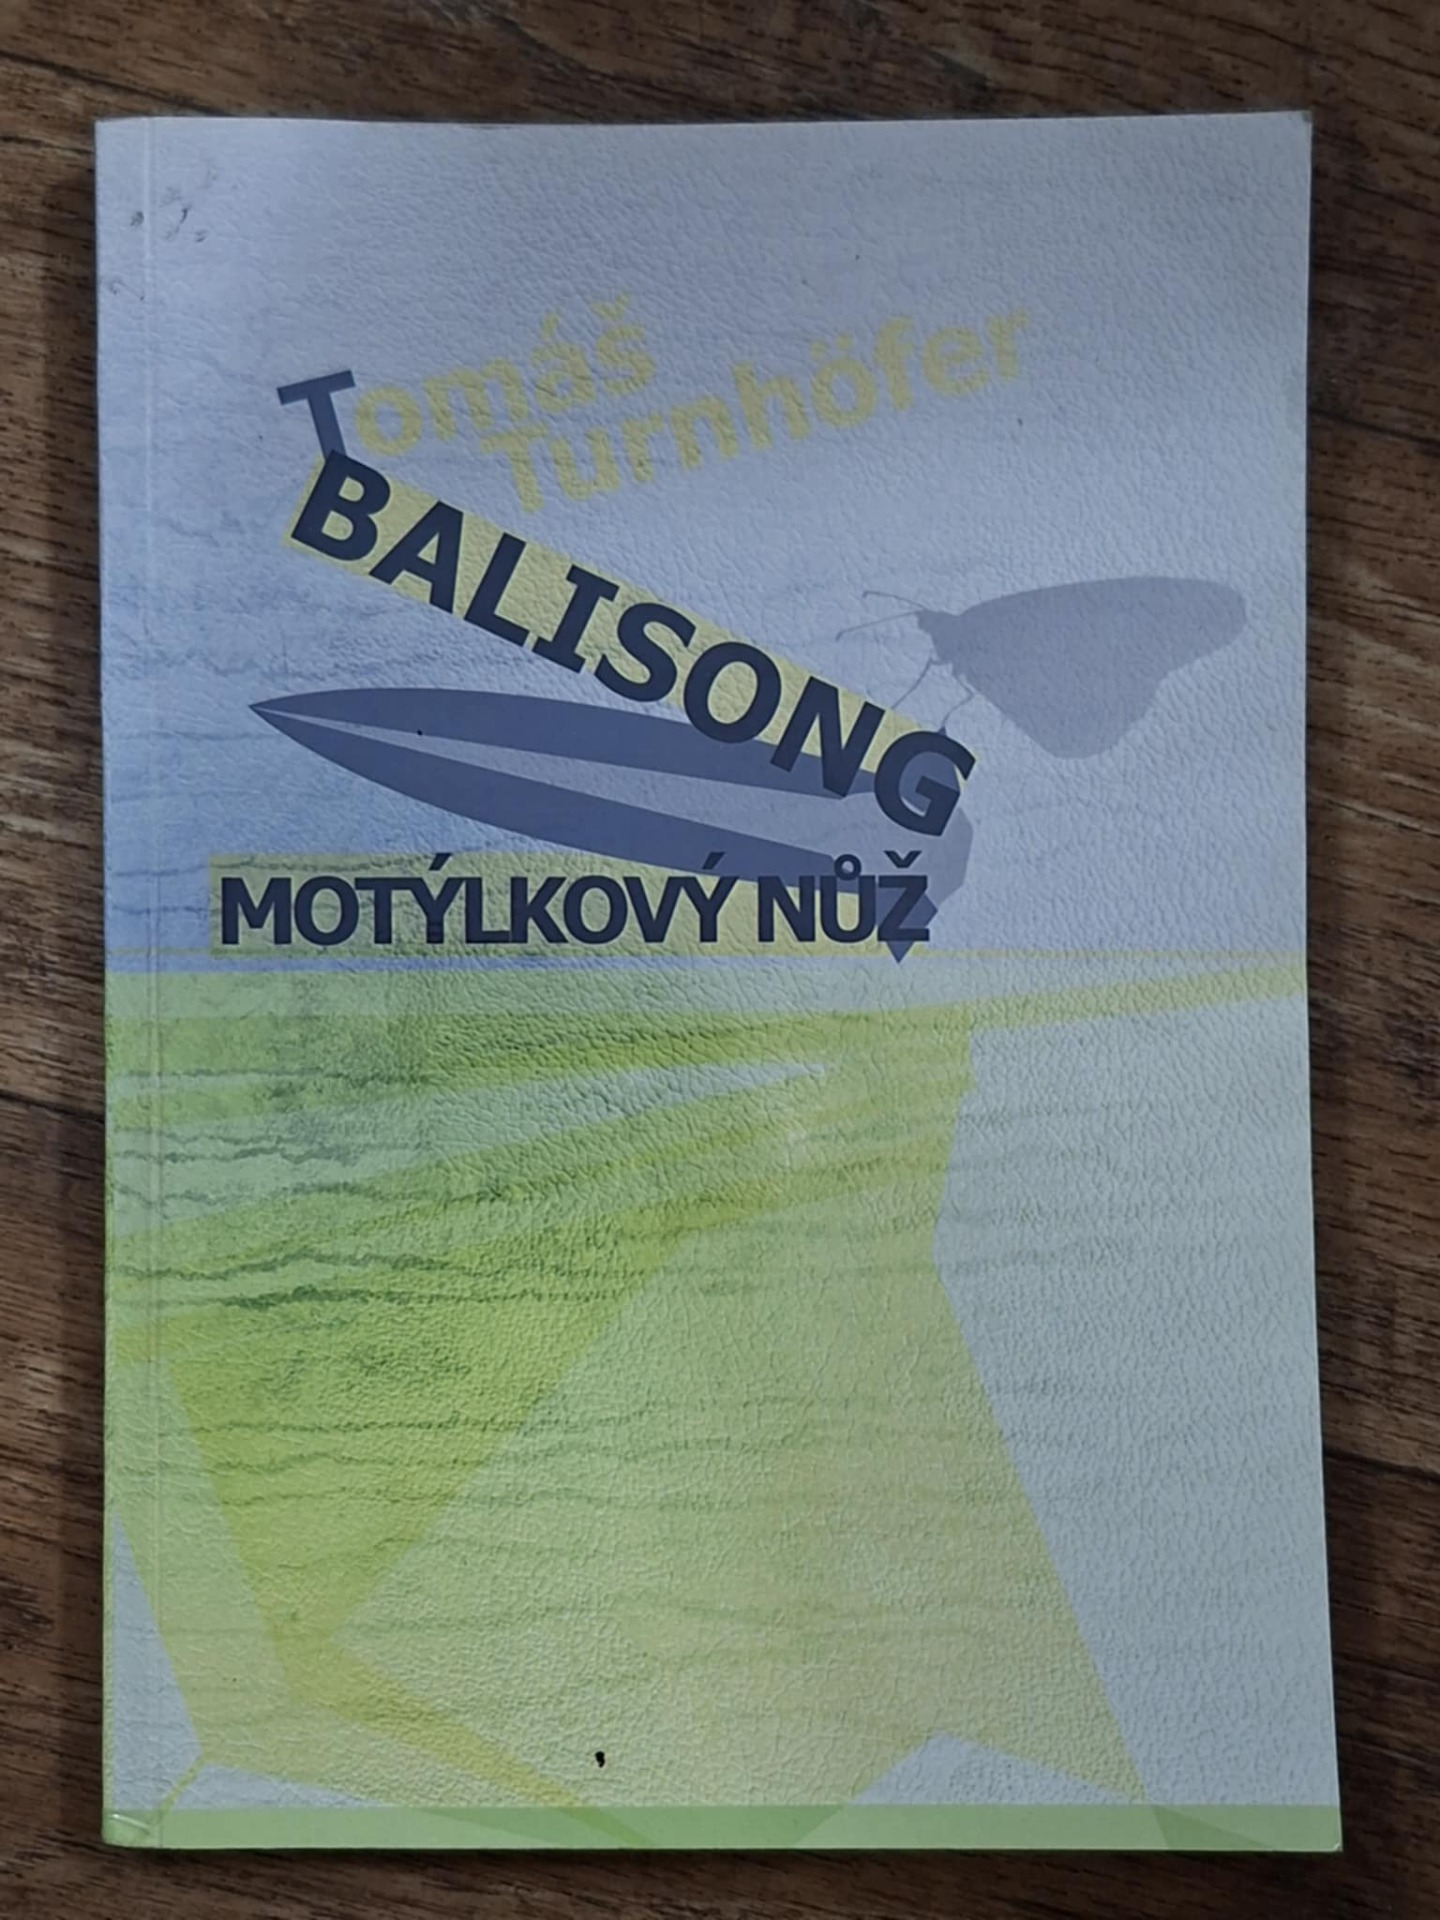 Tomáš
Turnhöfer
BALISONG
MOTÝLKOVÝ NŮŽ